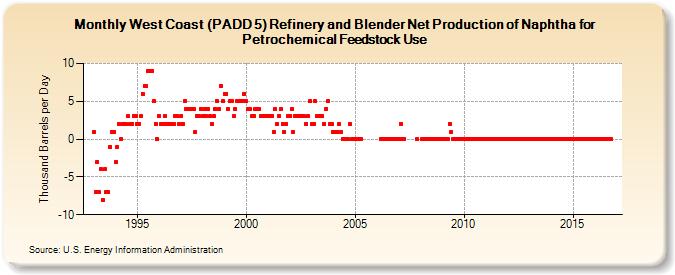 Monthly West Coast (PADD 5) Refinery and Blender Net Production of Naphtha for
Petrochemical Feedstock Use
Thousand Barrels per Day
10
5
0
-5
-10
1995
2000
2005
2010
2015
Source: U.S. Energy Information Administration